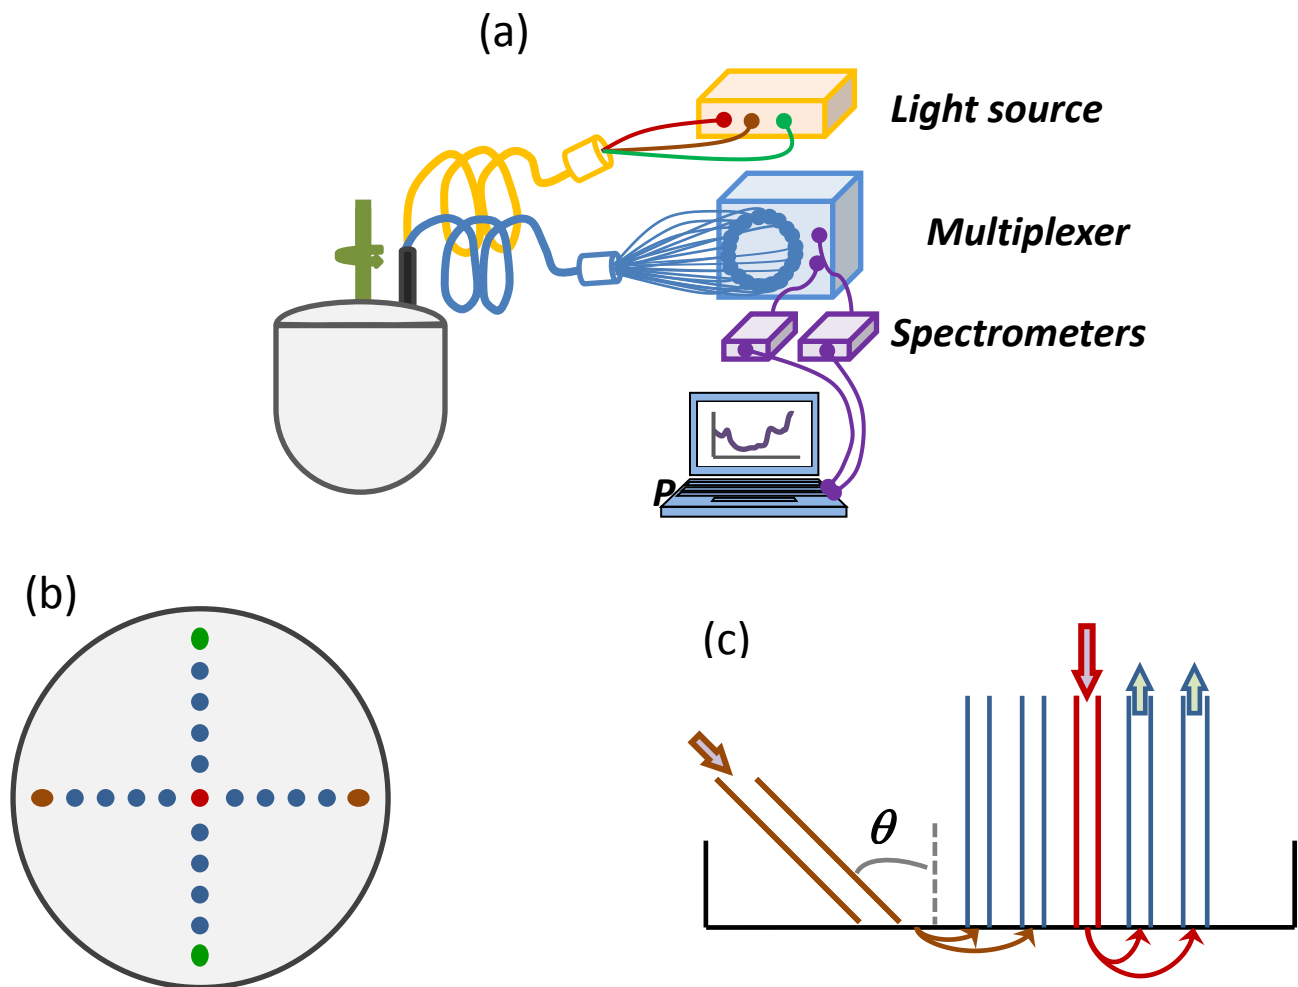 (a)
Light source
Multiplexer
Spectrometers
P
(b)
(c)
θ